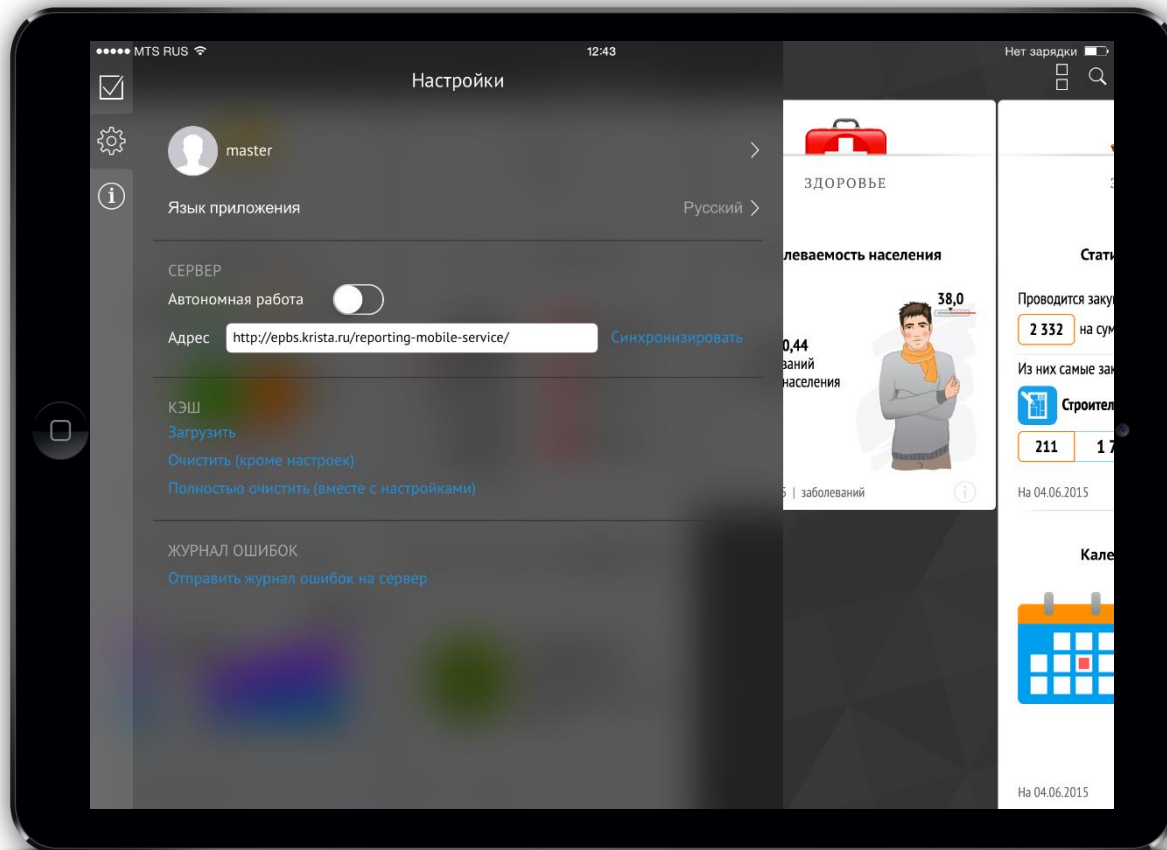 MTS RUS
12:43
Нет зарядки
Настройки
master
Язык приложения
Русский
СЕРВЕР
Автономная работа
Адрес
http://epbs.krista.ru/reporting-mobile-service/
Синхронизировать
КЭШ
Загрузить
Очистить (кроме настроек)
Полностью очистить (вместе с настройками)
ЖУРНАЛ ОШИБОК
Отправить журнал ошибок на сервер
ЗДОРОВЬЕ
леваемость населения
38,0
0,44
ваний
населения
| заболеваний
Стати
Проводится заку
2 332 на сум
Из них самые зак
Строител
211 1 7
На 04.06.2015
Кале
На 04.06.2015